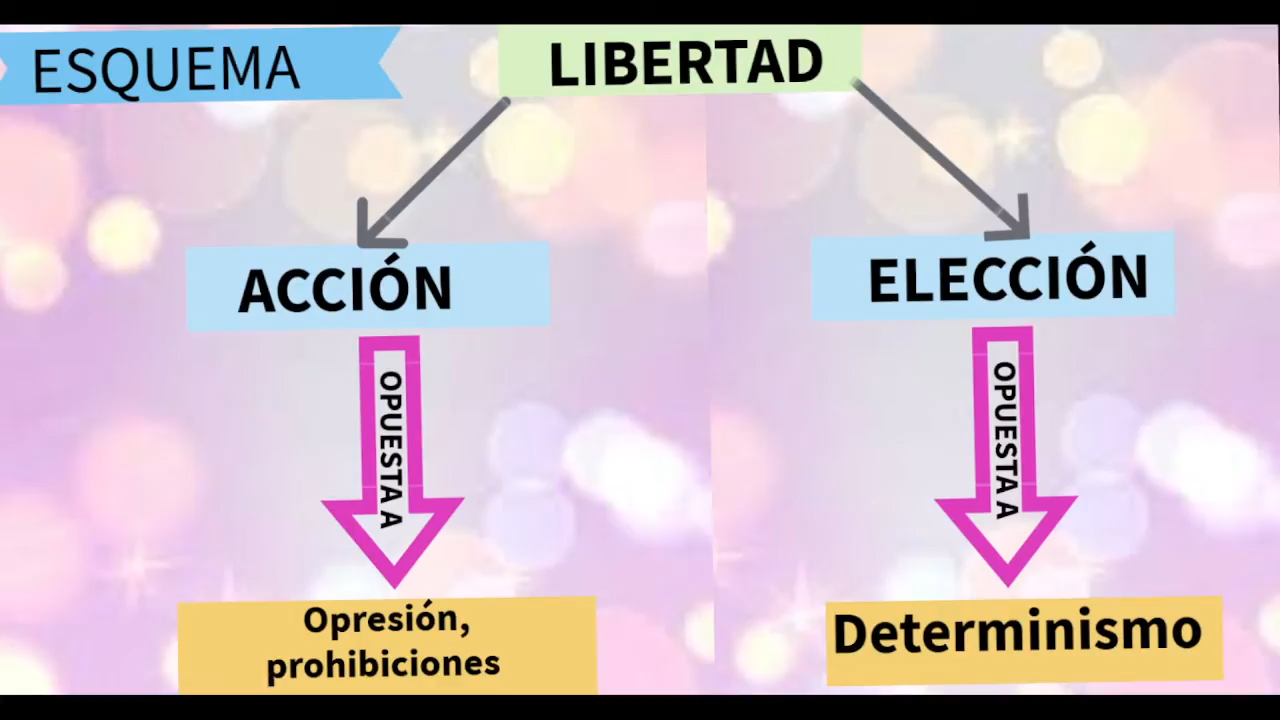 ESQUEMA
LIBERTAD
ACCIÓN
ELECCIÓN
OPUESTA A
OPUESTA A
Opresión,
prohibiciones
Determinismo